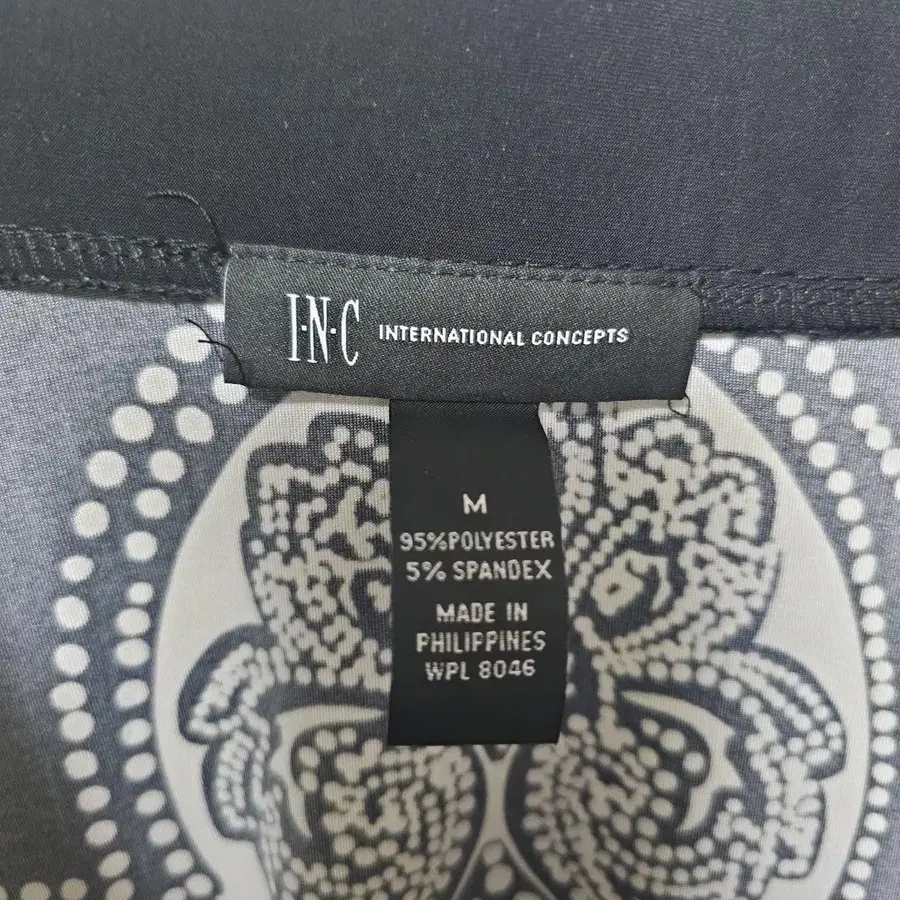 I·N·C INTERNATIONAL CONCEPTS
M
95%POLYESTER
5% SPANDEX
MADE IN
PHILIPPINES
WPL 8046